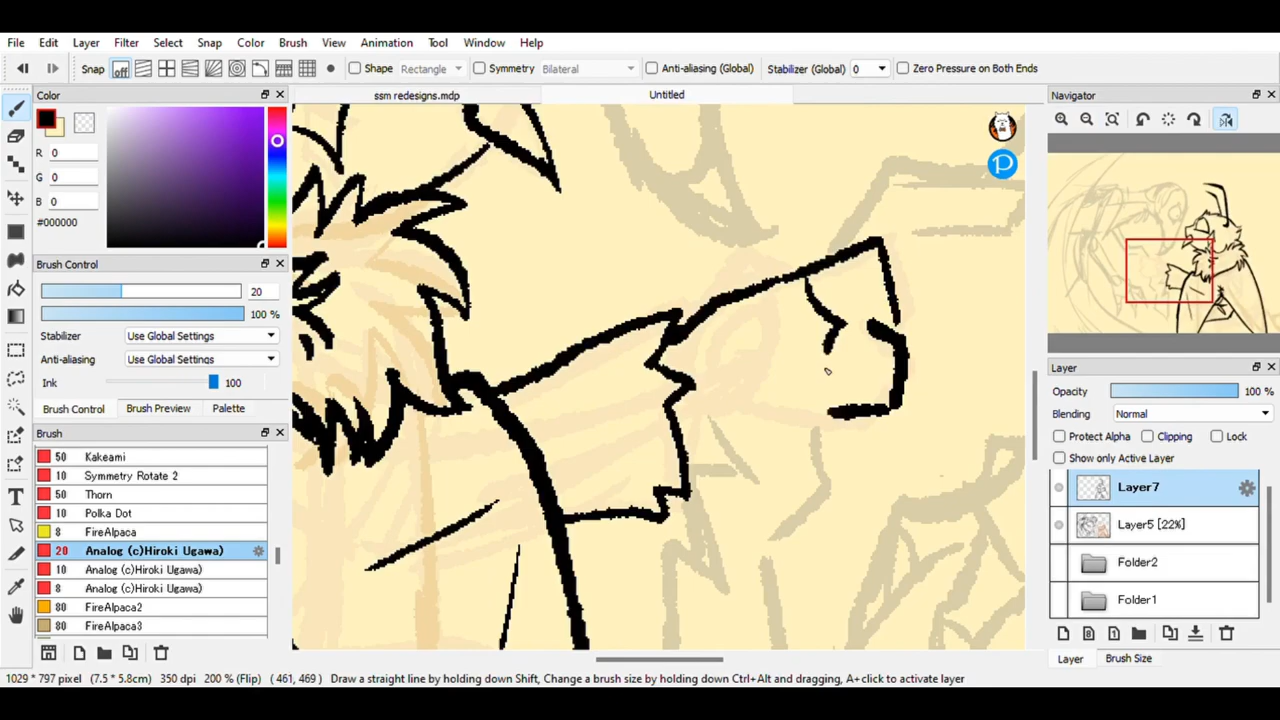 File Edit Layer Filter Select Snap Color Brush View Animation Tool Window Help
Snap off Shape Rectangle Symmetry Bilateral Anti-aliasing (Global) Stabilizer (Global) 0 Zero Pressure on Both Ends
Color
ssm redesigns.mdp
Untitled
Navigator
R 0
G 0
B 0
#000000
Brush Control
20
100 %
Stabilizer Use Global Settings
Anti-aliasing Use Global Settings
Ink 100
Brush Control Brush Preview Palette
Brush
50 Kakeami
10 Symmetry Rotate 2
50 Thorn
10 Polka Dot
8 FireAlpaca
20 Analog (c)Hiroki Ugawa)
10 Analog (c)Hiroki Ugawa)
8 Analog (c)Hiroki Ugawa)
80 FireAlpaca2
80 FireAlpaca3
P
Layer
Opacity 100 %
Blending Normal
Protect Alpha Clipping Lock
Show only Active Layer
Layer7
Layer5 [22%]
Folder2
Folder1
8 1
Layer Brush Size
1029 * 797 pixel (7.5 * 5.8cm) 350 dpi 200 % (Flip) ( 461, 469 ) Draw a straight line by holding down Shift, Change a brush size by holding down Ctrl+Alt and dragging, A+click to activate layer